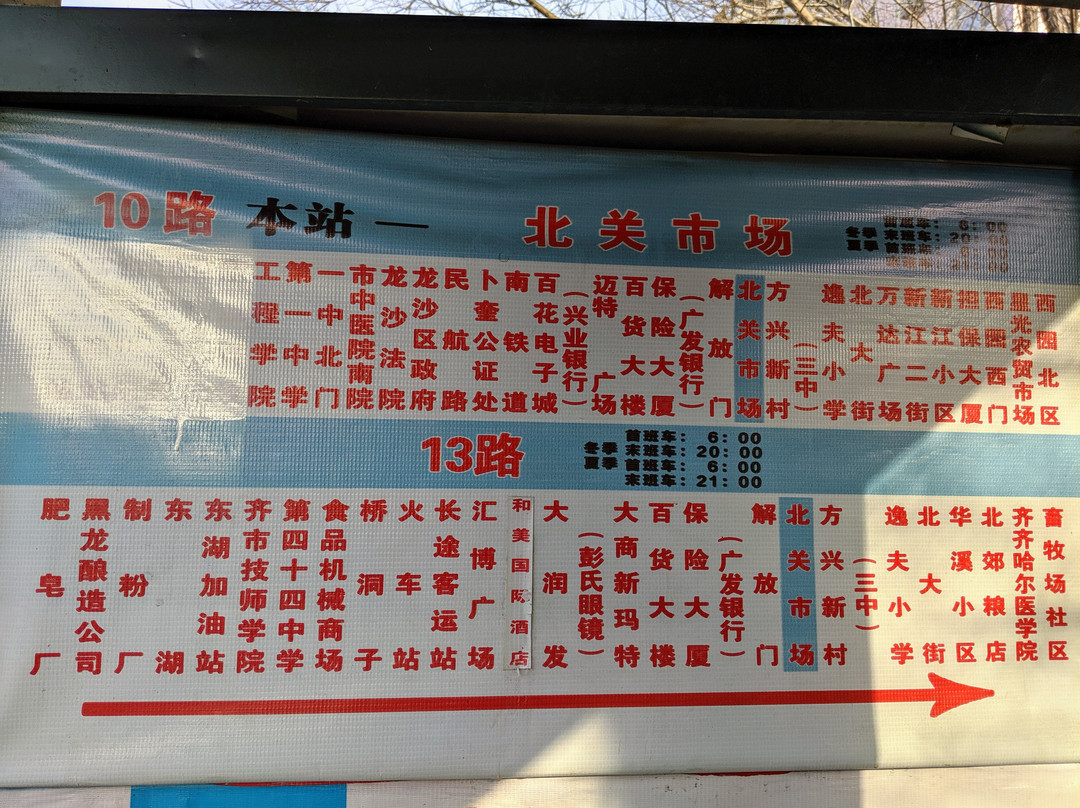 10路 本站—
北关市场
首班车：6：00
冬季 末班车：20：00
夏季 首班车：6：00
工程学院
第一中学
一中北门
市中医院南院
龙沙法院
龙沙区政府
民航路
卜奎公证处
南铁道
百花电子城
（兴业银行）
迈特广场
百货大楼
保险大厦
（广发银行）
解放门
北关市场
方兴新村
（三中）
逸夫小学
北大街
万达广场
新江二街
新江小区
担保大厦
西园西门
显光农贸市场
西园北区
13路
首班车：6：00
冬季 末班车：20：00
夏季 首班车：6：00
末班车：21：00
肥皂厂
黑龙酿造公司
制粉厂
东湖
东湖加油站
齐市技师学院
第四十四中学
食品机械商场
桥洞子
火车站
长途客运站
汇博广场
和美国际酒店
大润发
（彭氏眼镜）
大商新玛特
百货大楼
保险大厦
（广发银行）
解放门
北关市场
方兴新村
（三中）
逸夫小学
北大街
华溪小区
北郊粮店
齐齐哈尔医学院
畜牧场社区